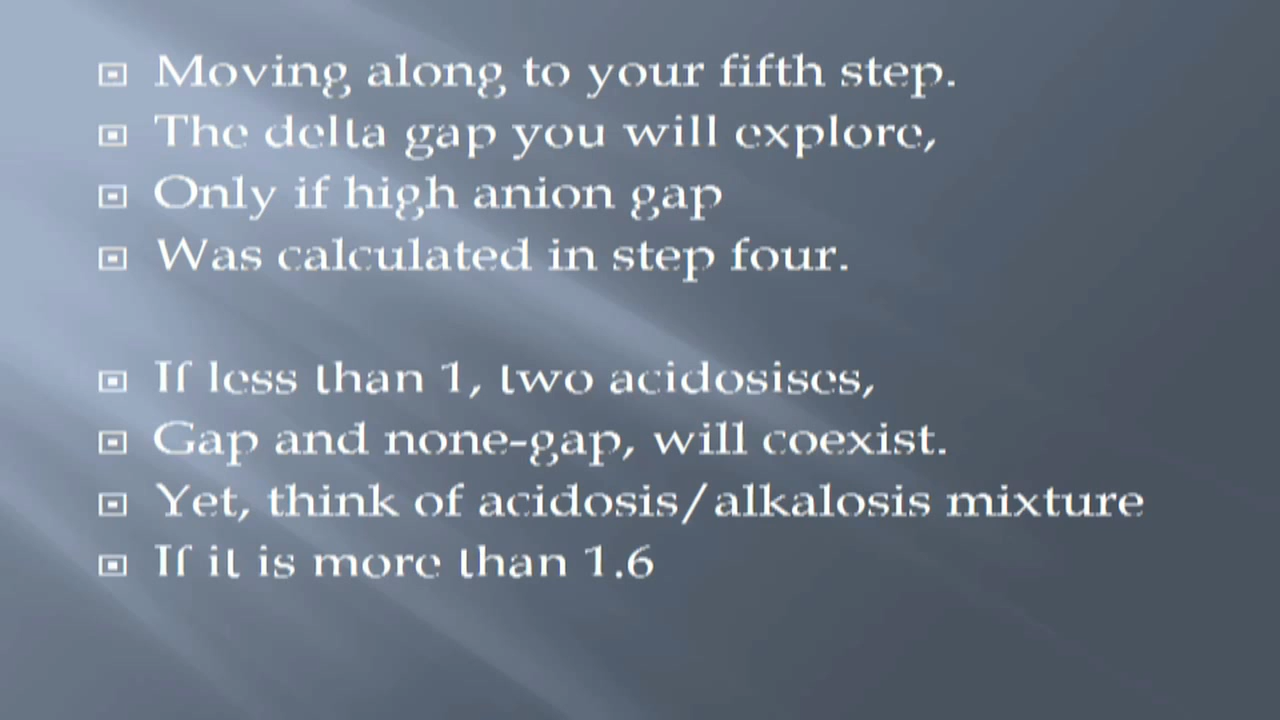 Moving along to your fifth step.
The delta gap you will explore,
Only if high anion gap
Was calculated in step four.
If less than 1, two acidosises,
Gap and none-gap, will coexist.
Yet, think of acidosis/alkalosis mixture
If it is more than 1.6